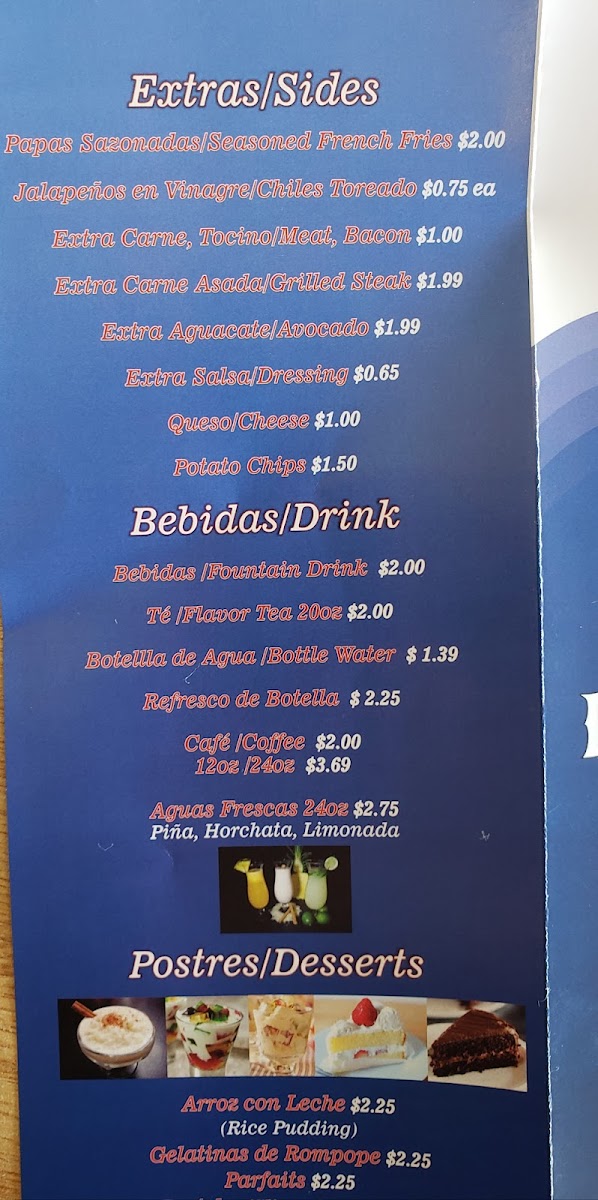 Extras/Sides
Papas Sazonadas/Seasoned French Fries $2.00
Jalapeños en Vinagre/Chiles Toreado $0.75 ea
Extra Carne, Tocino/Meat, Bacon $1.00
Extra Carne Asada/Grilled Steak $1.99
Extra Aguacate/Avocado $1.99
Extra Salsa/Dressing $0.65
Queso/Cheese $1.00
Potato Chips $1.50
Bebidas/Drink
Bebidas /Fountain Drink $2.00
Té /Flavor Tea 20oz $2.00
Botellla de Agua /Bottle Water $ 1.39
Refresco de Botella $ 2.25
Café /Coffee $2.00
12oz /24oz $3.69
Aguas Frescas 24oz $2.75
Piña, Horchata, Limonada
Postres/Desserts
Arroz con Leche $2.25
(Rice Pudding)
Gelatinas de Rompope $2.25
Parfaits $2.25